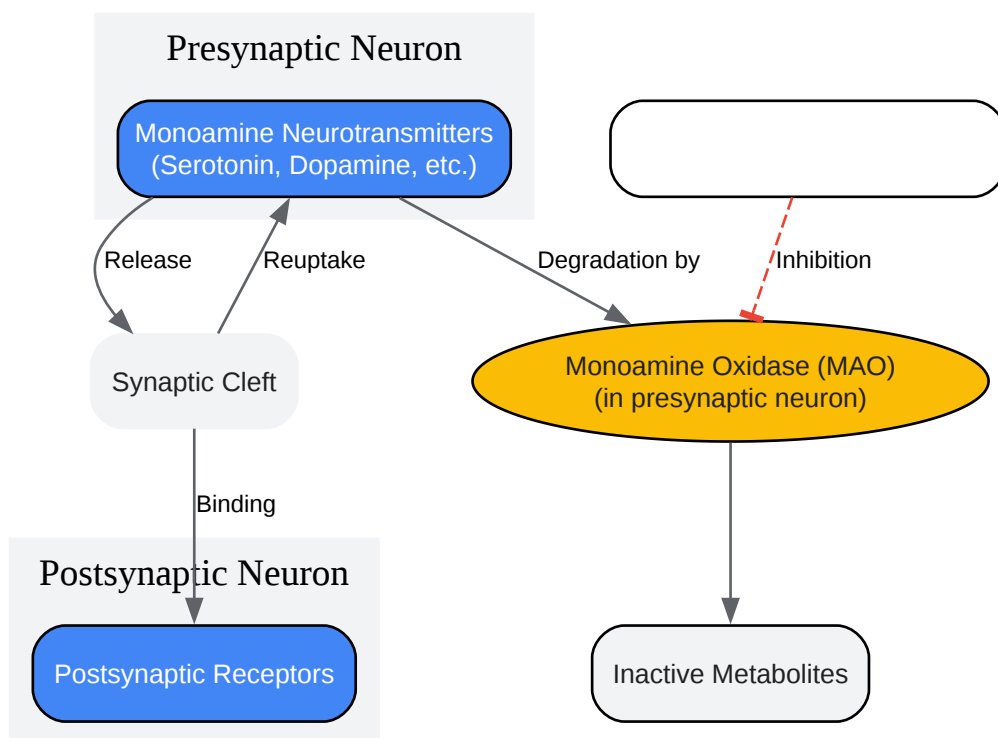 Presynaptic Neuron
Monoamine Neurotransmitters
(Serotonin, Dopamine, etc.)
Release
Reuptake
Degradation by
Inhibition
Synaptic Cleft
Monoamine Oxidase (MAO)
(in presynaptic neuron)
Binding
Postsynaptic Neuron
Postsynaptic Receptors
Inactive Metabolites